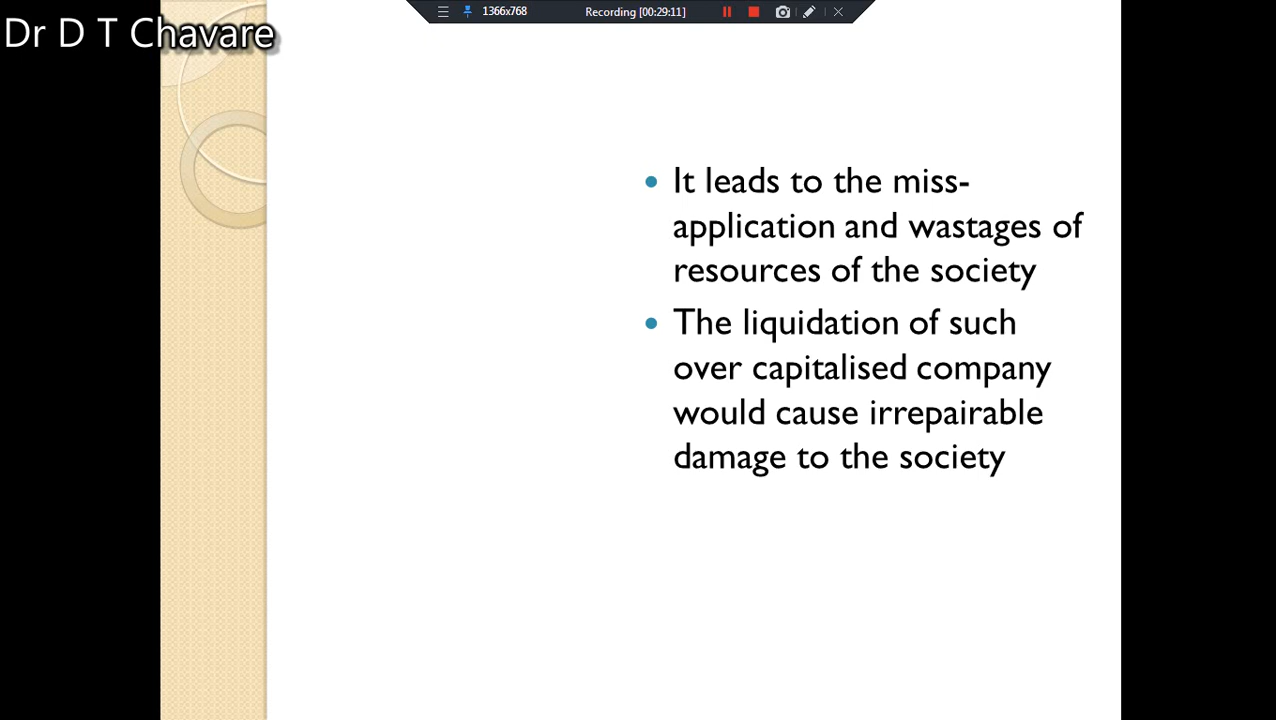 Dr D T Chavare
1366x768
Recording [00:29:11]
• It leads to the miss-
application and wastages of
resources of the society
• The liquidation of such
over capitalised company
would cause irrepairable
damage to the society